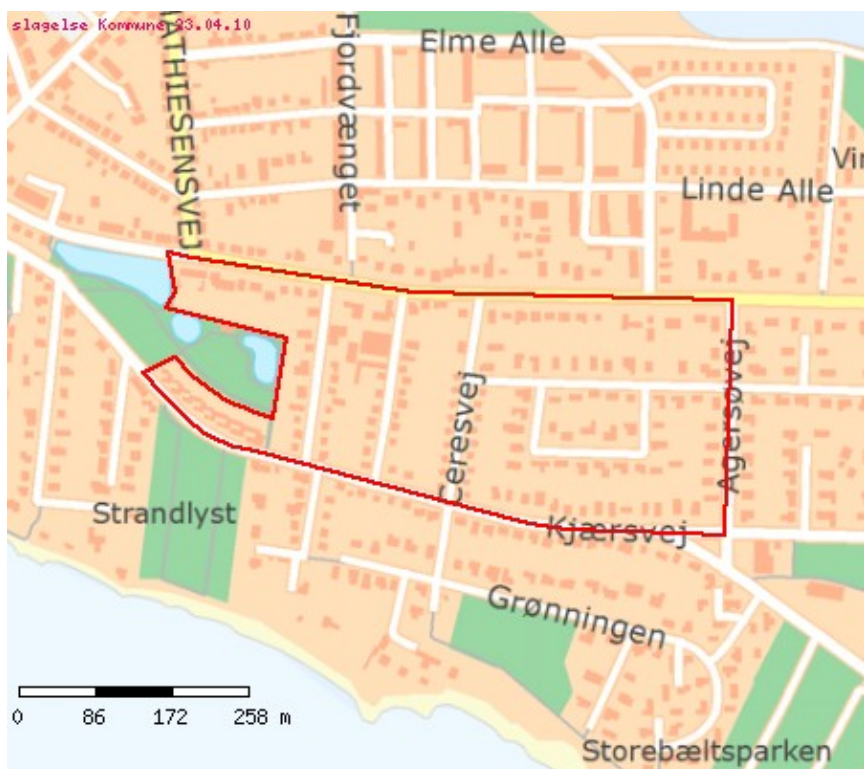 slagelse Kommune 23.04.10
Elme Alle
ATHIESENSVEJ
Fjordvænget
Vir
Linde Alle
Ceresvej
Agersøvej
Strandlyst
Kjærsvej
Grønningen
0 86 172 258 m
Storebæltsparken